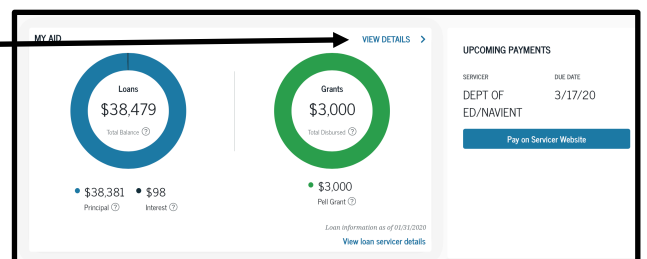 MY AID
VIEW DETAILS >
Loans
$38,479
Total Balance ?
• $38,381 • $98
Principal ? Interest ?
Grants
$3,000
Total Disbursed ?
• $3,000
Pell Grant ?
Loan information as of 01/31/2020
View loan servicer details
UPCOMING PAYMENTS
SERVICER DUE DATE
DEPT OF 3/17/20
ED/NAVIENT
Pay on Servicer Website